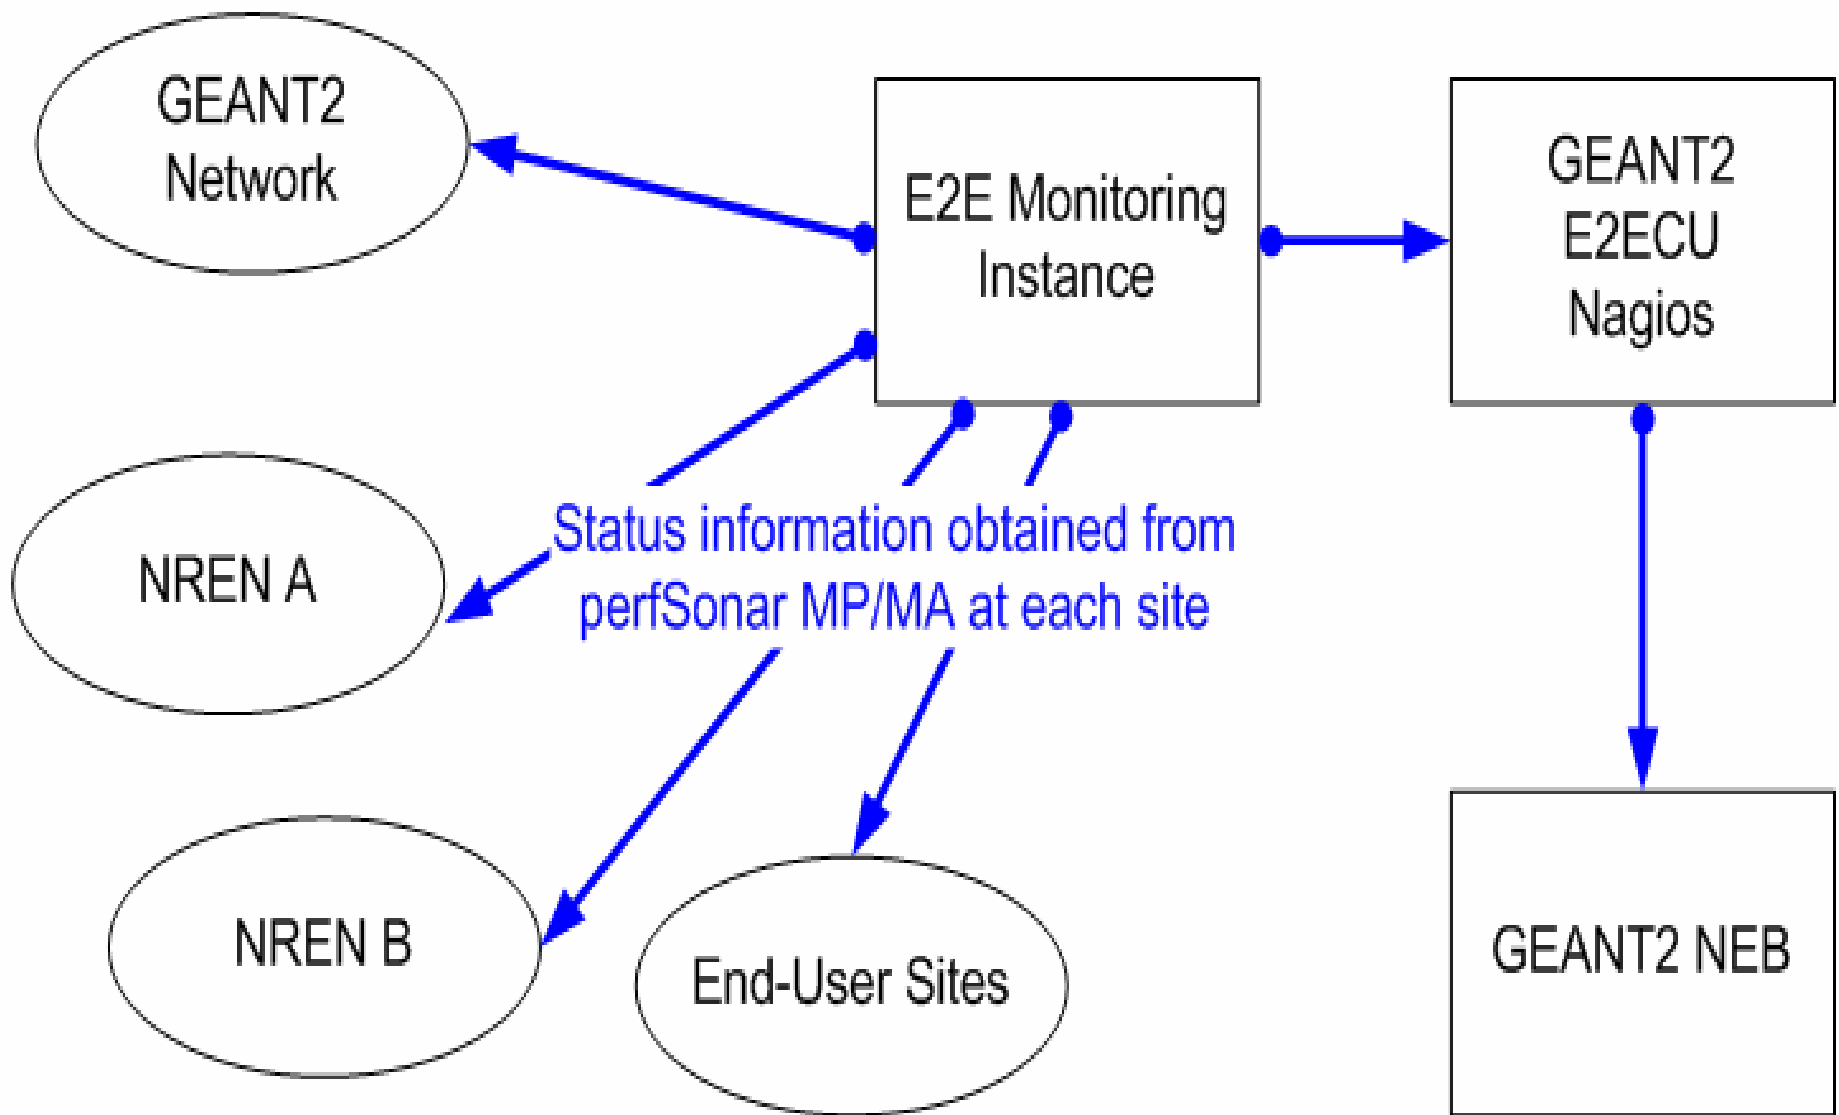 GEANT2
Network
E2E Monitoring
Instance
GEANT2
E2ECU
Nagios
Status information obtained from
perfSonar MP/MA at each site
NREN A
NREN B
End-User Sites
GEANT2 NEB